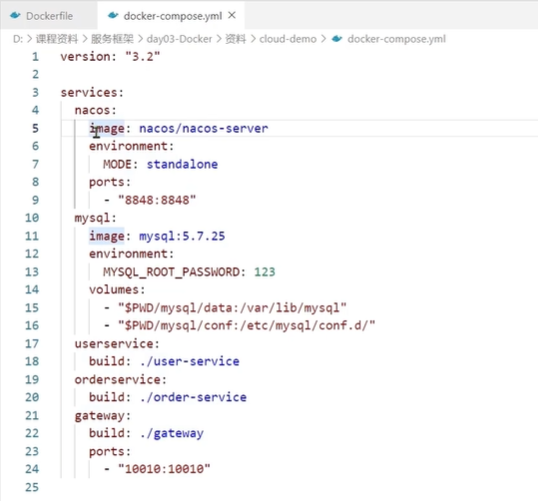 Dockerfile docker-compose.yml ×
D: > 课程资料 > 服务框架 > day03-Docker > 资料 > cloud-demo > docker-compose.yml
1 version: "3.2"
2
3 services:
4   nacos:
5     image: nacos/nacos-server
6     environment:
7       MODE: standalone
8     ports:
9       - "8848:8848"
10   mysql:
11     image: mysql:5.7.25
12     environment:
13       MYSQL_ROOT_PASSWORD: 123
14     volumes:
15       - "$PWD/mysql/data:/var/lib/mysql"
16       - "$PWD/mysql/conf:/etc/mysql/conf.d/"
17   userservice:
18     build: ./user-service
19   orderservice:
20     build: ./order-service
21   gateway:
22     build: ./gateway
23     ports:
24       - "10010:10010"
25